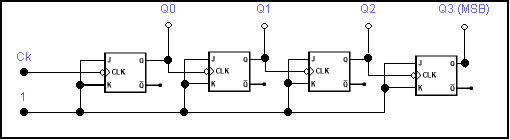 Q0 Q1 Q2 Q3 (MSB)
Ck
J Q J Q J Q J Q
CLK CLK CLK CLK
K Q̅ K Q̅ K Q̅ K Q̅
1